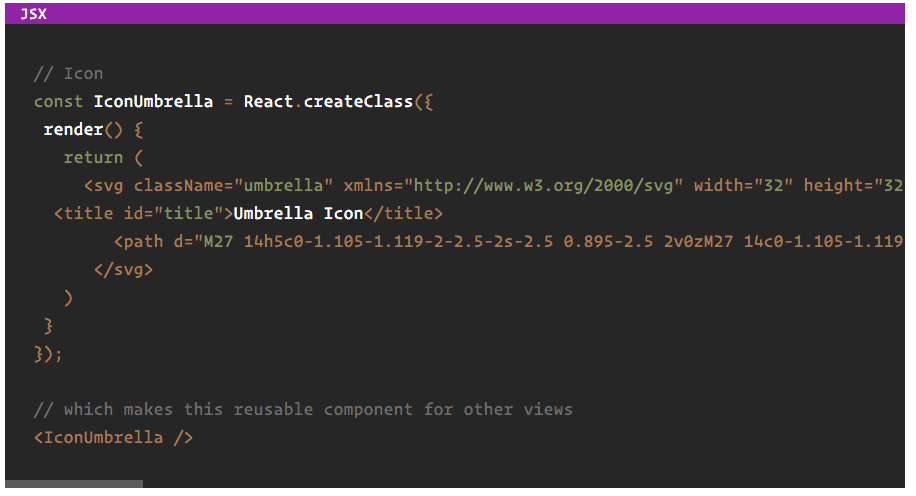 JSX
// Icon
const IconUmbrella = React.createClass({
render() {
return (
<svg className="umbrella" xmlns="http://www.w3.org/2000/svg" width="32" height="32
<title id="title">Umbrella Icon</title>
<path d="M27 14h5c0-1.105-1.119-2-2.5-2s-2.5 0.895-2.5 2v0zM27 14c0-1.105-1.119
</svg>
)
}
});
// which makes this reusable component for other views
<IconUmbrella />